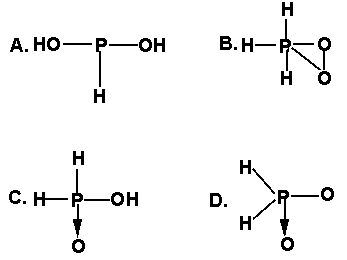 A. HO P OH
H
B. H H P H O O
C. H H P OH O
D. H H P O O